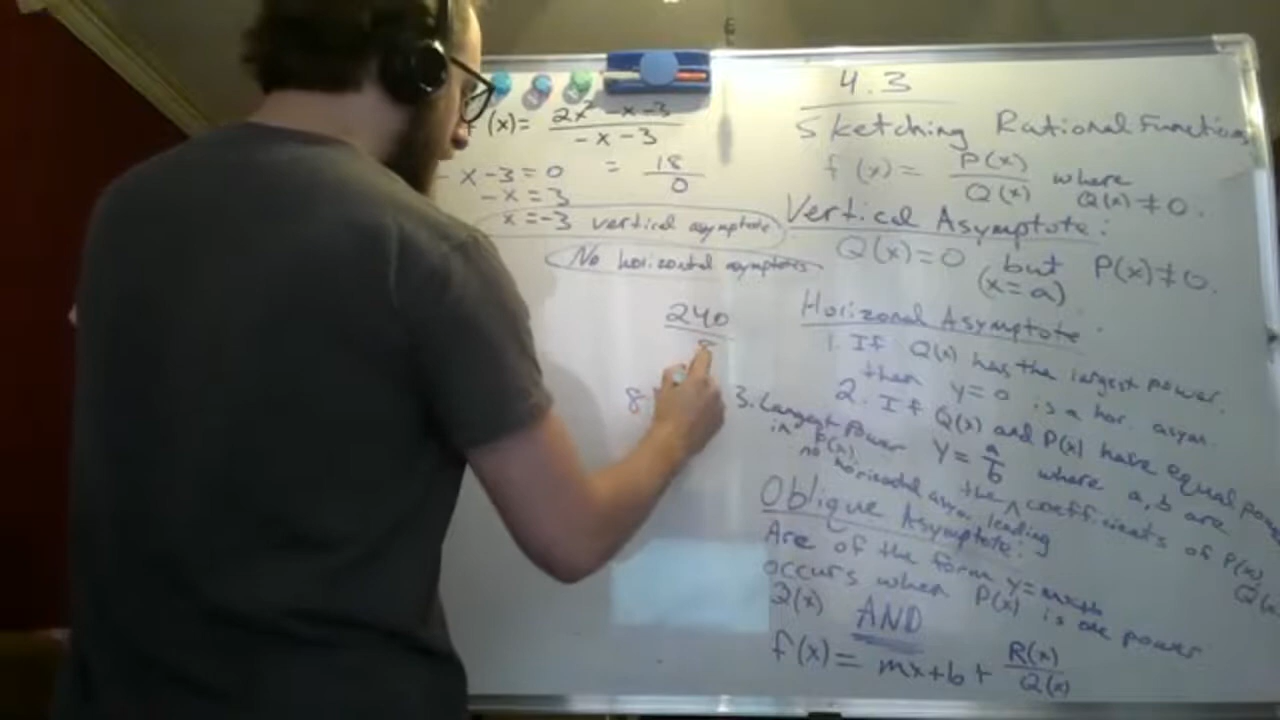 f(x) = 2x² - x - 3 / - x - 3
- x - 3 = 0 = 18 / 0
- x = 3
x = -3 vertical asymptote
No horizontal asymptotes
240
8
8
4.3
Sketching Rational Functions
f(x) = P(x) / Q(x) where Q(x) ≠ 0.
Vertical Asymptote:
Q(x) = 0 but P(x) ≠ 0.
(x = a)
Horizonal Asymptote:
1. If Q(x) has the largest power.
then y = 0 is a hor. asym.
2. If Q(x) and P(x) have equal power
y = a/b where a, b are
the leading coefficients of P(x)
Q(x
3. Largest Power
in P(x)
no horizontal asym.
Oblique Asymptote:
Are of the form y = mx+b
occurs when P(x) is one power
Q(x) AND
f(x) = mx + b + R(x) / Q(x)